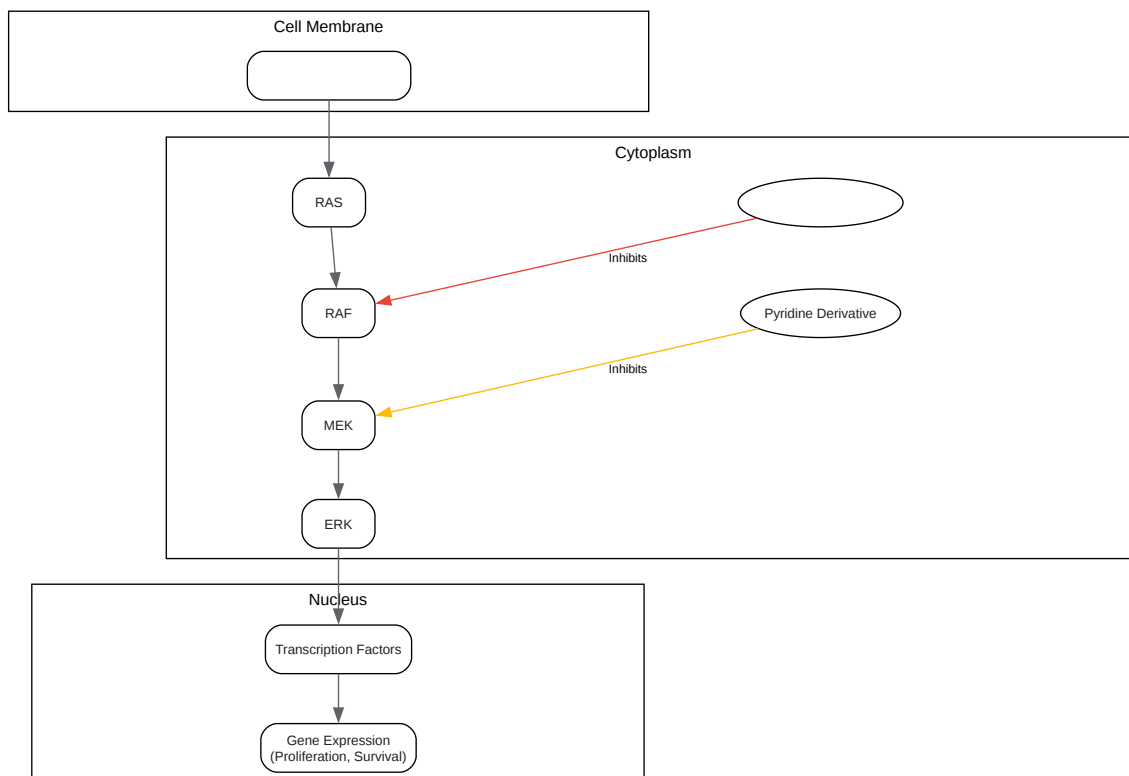 Cell Membrane
Cytoplasm
RAS
Inhibits
RAF
Pyridine Derivative
Inhibits
MEK
ERK
Nucleus
Transcription Factors
Gene Expression
(Proliferation, Survival)